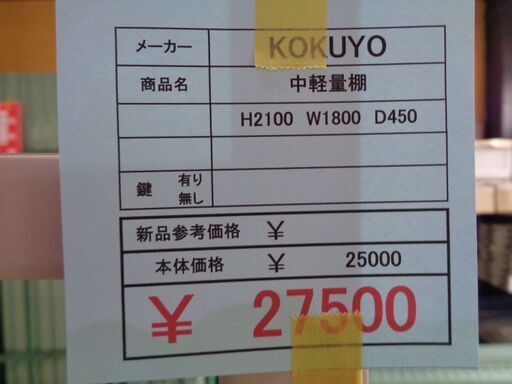 メーカー KOKUYO
商品名 中軽量棚
H2100 W1800 D450
鍵 有り
無し
新品参考価格 ¥
本体価格 ¥ 25000
¥ 27500